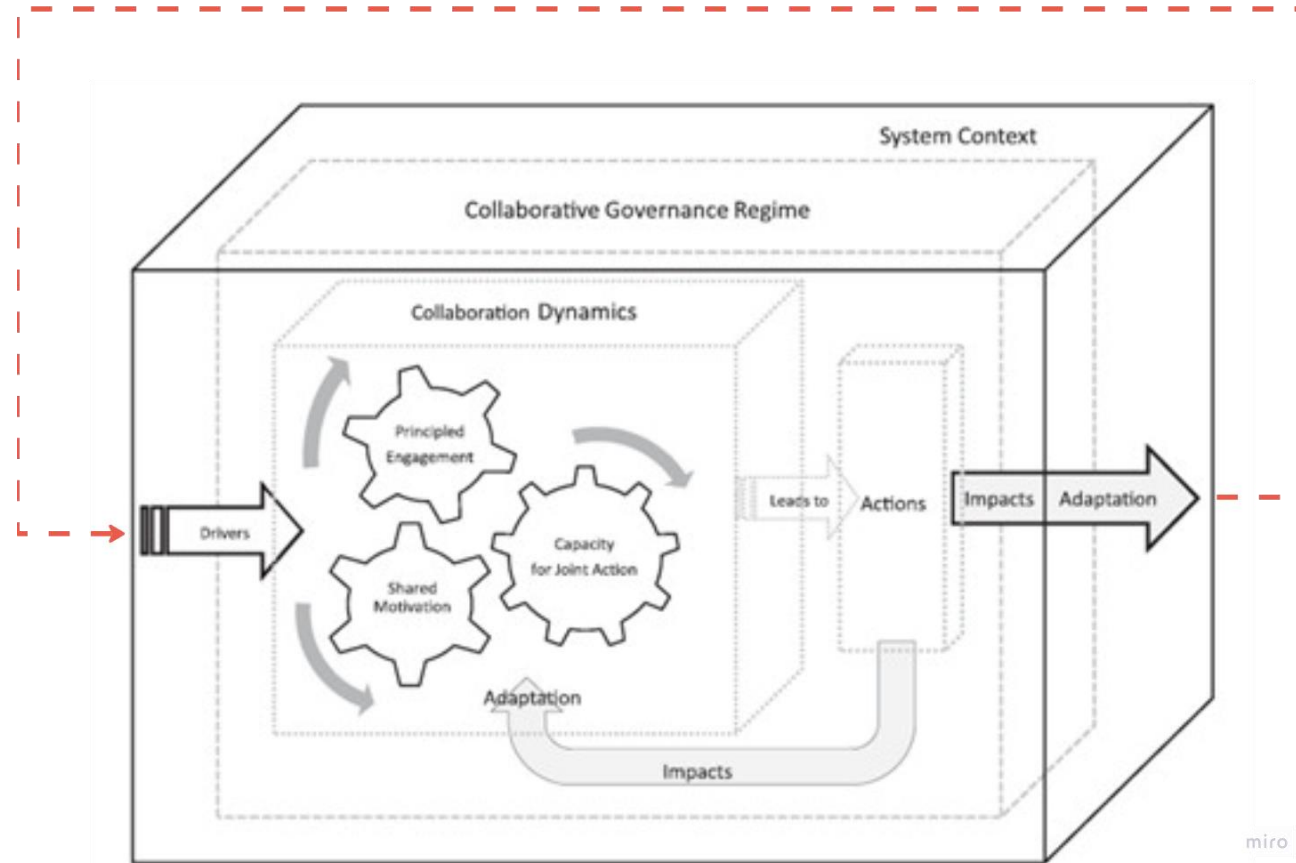 System Context
Collaborative Governance Regime
Collaboration Dynamics
Principled
Engagement
Drivers
Shared
Motivation
Capacity
for Joint Action
Leads to
Actions
Impacts
Adaptation
Adaptation
Impacts
miro